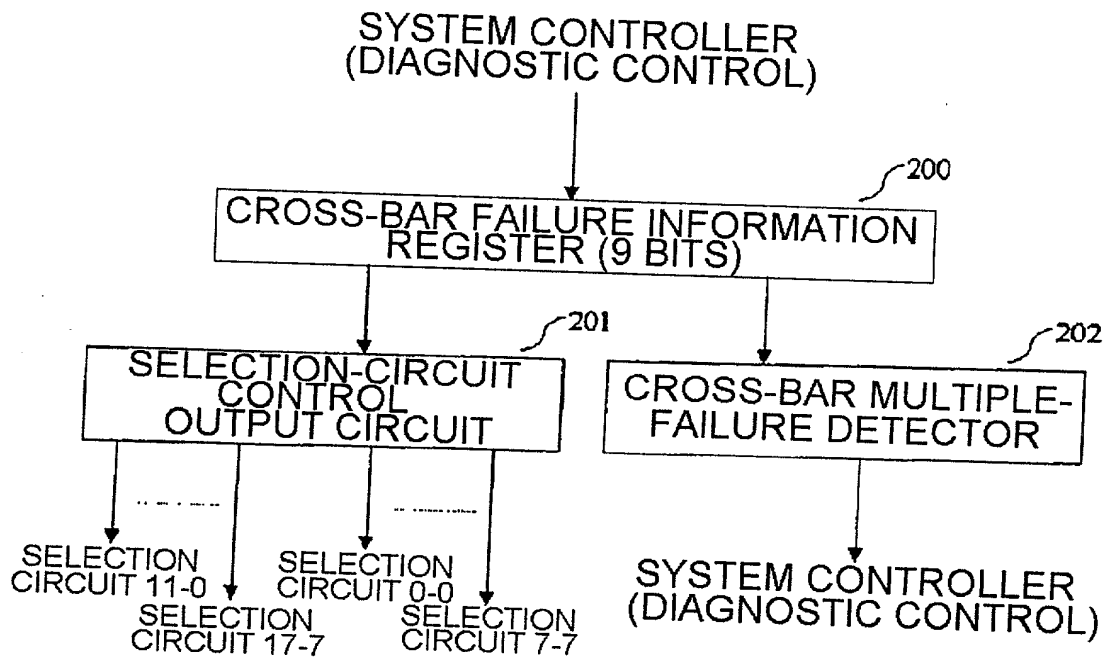 SYSTEM CONTROLLER
(DIAGNOSTIC CONTROL)
200
CROSS-BAR FAILURE INFORMATION
REGISTER (9 BITS)
201
SELECTION-CIRCUIT
CONTROL
OUTPUT CIRCUIT
202
CROSS-BAR MULTIPLE-
FAILURE DETECTOR
SELECTION
CIRCUIT 11-0
SELECTION
CIRCUIT 17-7
SELECTION
CIRCUIT 0-0
SELECTION
CIRCUIT 7-7
SYSTEM CONTROLLER
(DIAGNOSTIC CONTROL)